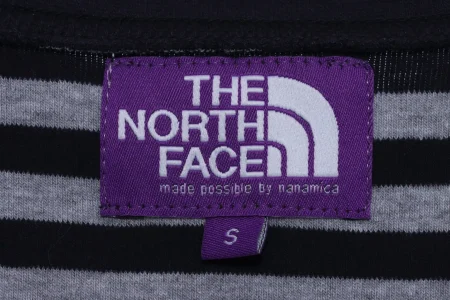 THE
NORTH
FACE
made possible by nanamica
S